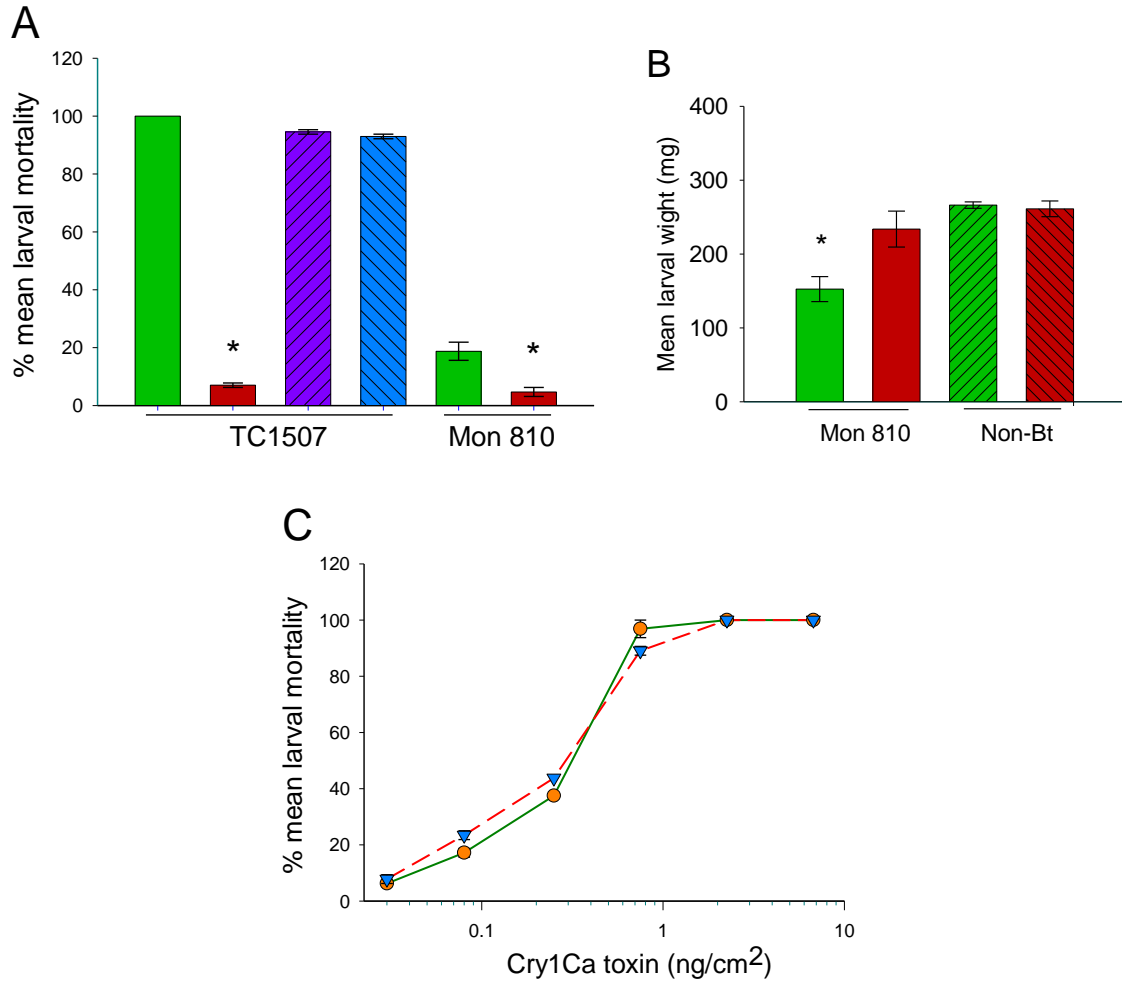 A
% mean larval mortality
120
100
80
60
40
20
0
*
*
TC1507
Mon 810
B
Mean larval wight (mg)
400
300
200
100
0
*
Mon 810
Non-Bt
C
% mean larval mortality
120
100
80
60
40
20
0
0.1
1
10
Cry1Ca toxin (ng/cm²)